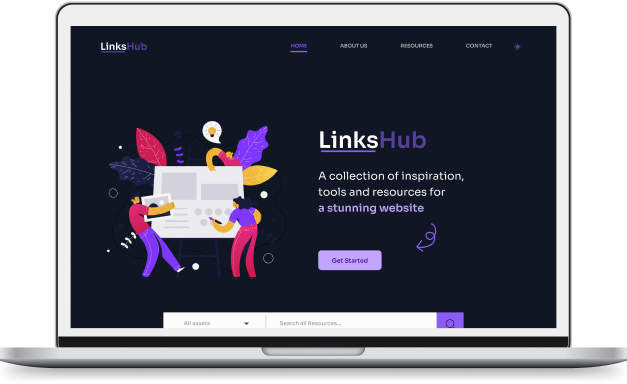 LinksHub
HOME ABOUT US RESOURCES CONTACT
LinksHub
A collection of inspiration,
tools and resources for
a stunning website
Get Started
All assets Serach all Resources...